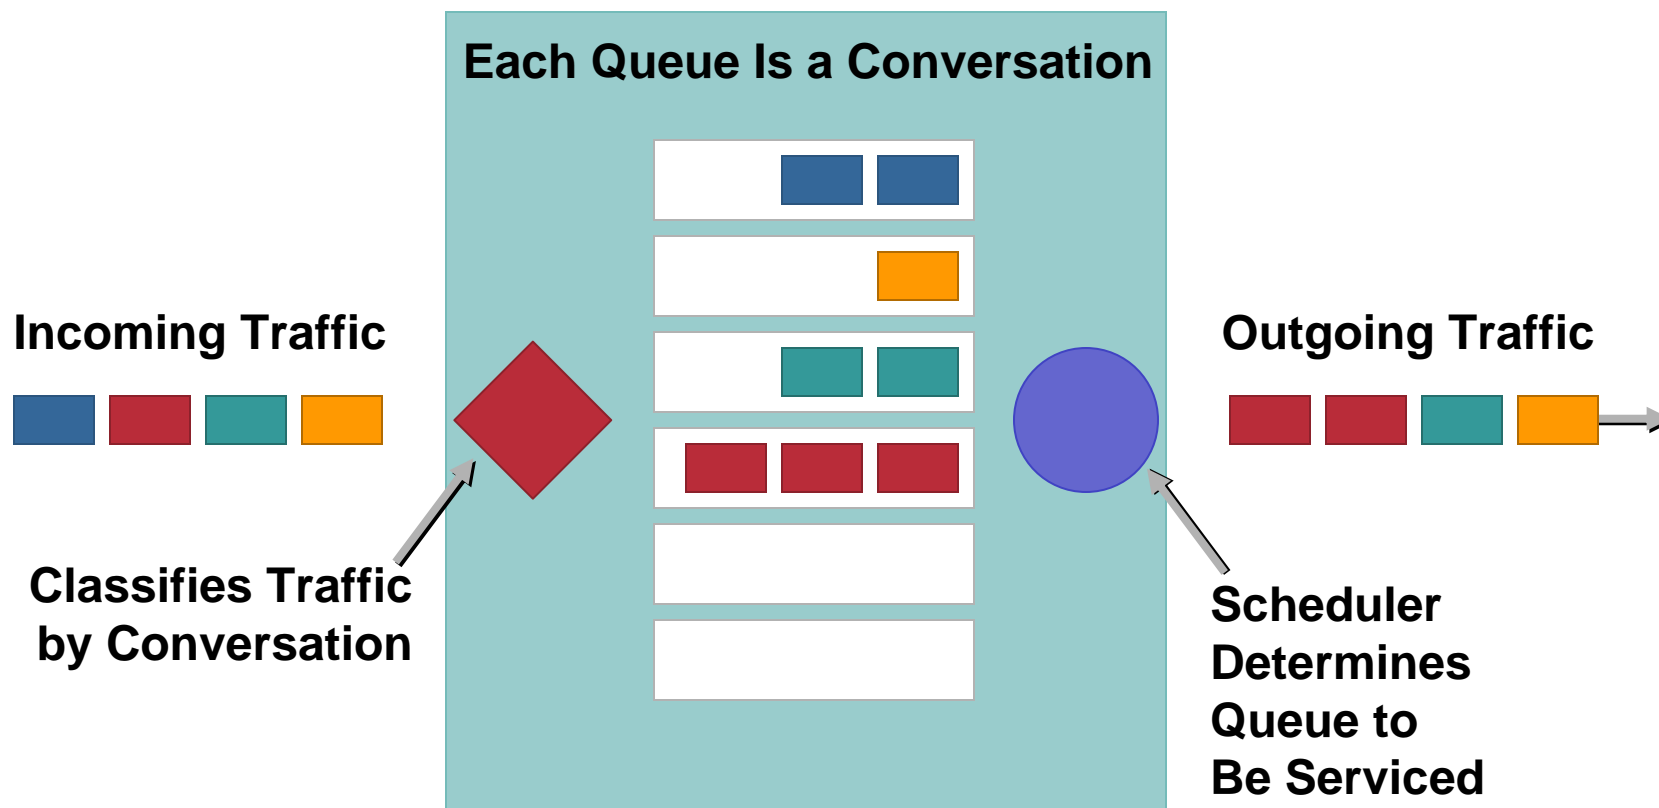 Each Queue Is a Conversation
Incoming Traffic
Outgoing Traffic
Classifies Traffic
by Conversation
Scheduler
Determines
Queue to
Be Serviced